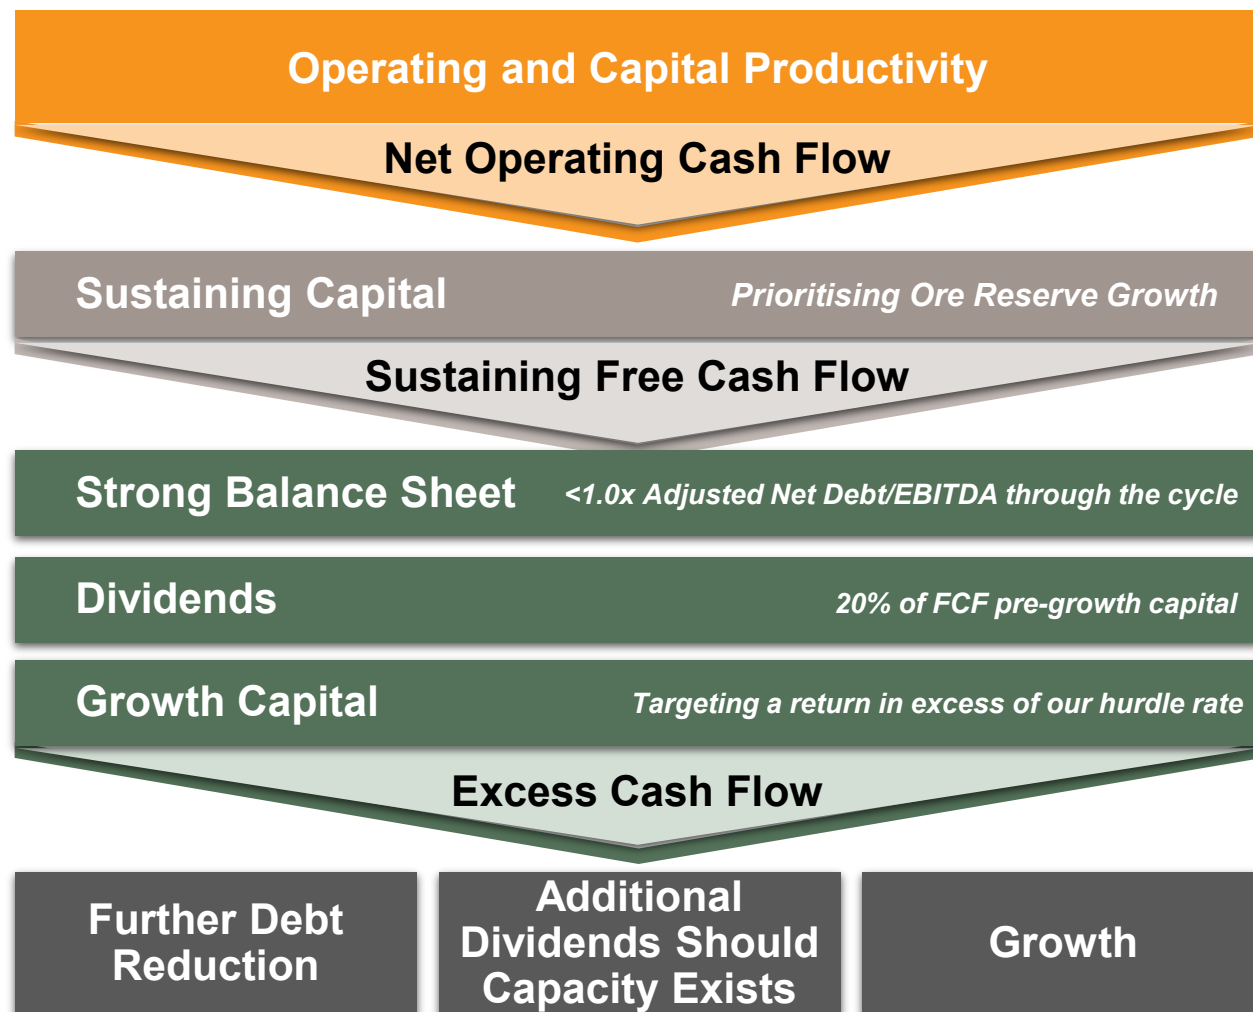 Operating and Capital Productivity
Net Operating Cash Flow
Sustaining Capital
Prioritising Ore Reserve Growth
Sustaining Free Cash Flow
Strong Balance Sheet
<1.0x Adjusted Net Debt/EBITDA through the cycle
Dividends
20% of FCF pre-growth capital
Growth Capital
Targeting a return in excess of our hurdle rate
Excess Cash Flow
Further Debt
Reduction
Additional
Dividends Should
Capacity Exists
Growth